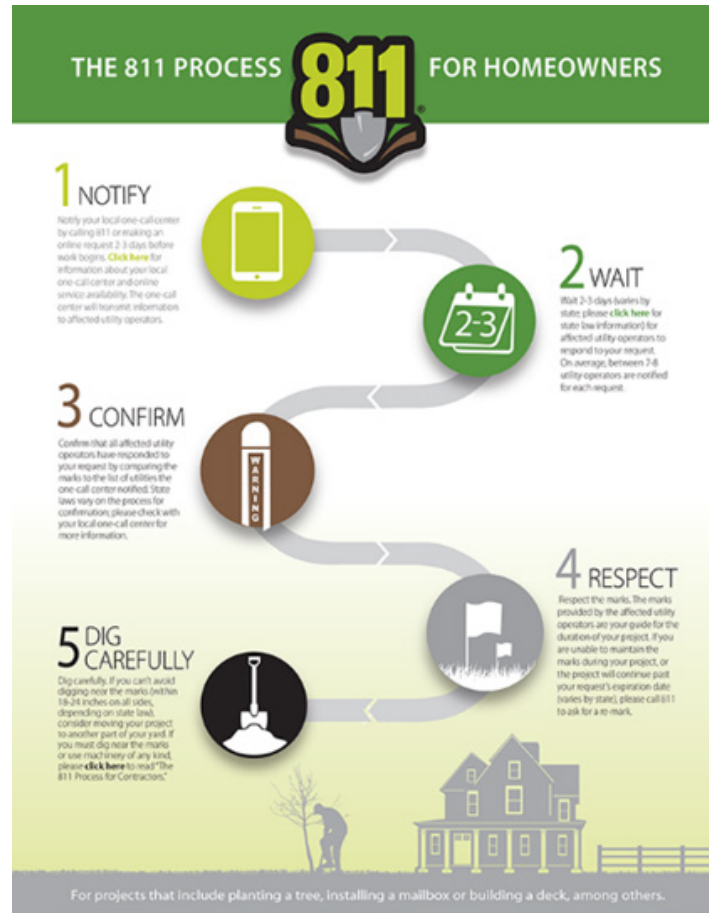 THE 811 PROCESS
811
®
FOR HOMEOWNERS
1 NOTIFY
Notify your local one-call center
by calling 811 or making an
online request 2-3 days before
work begins. Click here for
information about your local
one-call center and online
service availability. The one-call
center will transmit information
to affected utility operators.
2-3
2 WAIT
Wait 2-3 days (varies by
state; please click here for
state law information) for
affected utility operators to
respond to your request.
On average, between 7-8
utility operators are notified
for each request.
3 CONFIRM
Confirm that all affected utility
operators have responded to
your request by comparing the
marks to the list of utilities the
one-call center notified. State
laws vary on the process for
confirmation; please check with
your local one-call center for
more information.
WARNING
4 RESPECT
Respect the marks. The marks
provided by the affected utility
operators are your guide for the
duration of your project. If you
are unable to maintain the
marks during your project, or
the project will continue past
your request's expiration date
(varies by state), please call 811
to ask for a re-mark.
5 DIG
CAREFULLY
Dig carefully. If you can't avoid
digging near the marks (within
18-24 inches on all sides,
depending on state law),
consider moving your project
to another part of your yard. If
you must dig near the marks
or use machinery of any kind,
please click here to read "The
811 Process for Contractors."
For projects that include planting a tree, installing a mailbox or building a deck, among others.